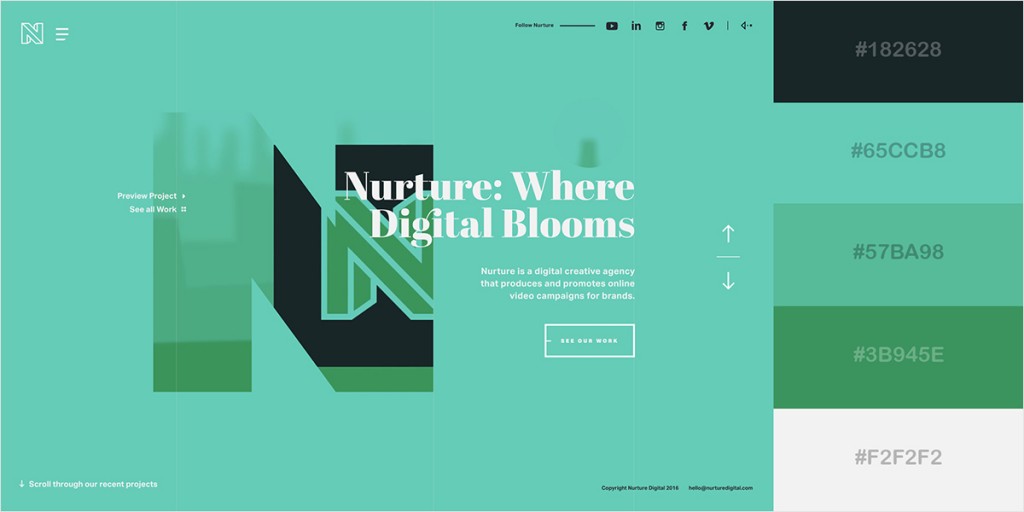 Follow Nurture
Preview Project
See all Work
Nurture: Where
Digital Blooms
Nurture is a digital creative agency
that produces and promotes online
video campaigns for brands.
SEE OUR WORK
Scroll through our recent projects
Copyright Nurture Digital 2016 hello@nurturedigital.com
#182628
#65CCB8
#57BA98
#3B945E
#F2F2F2